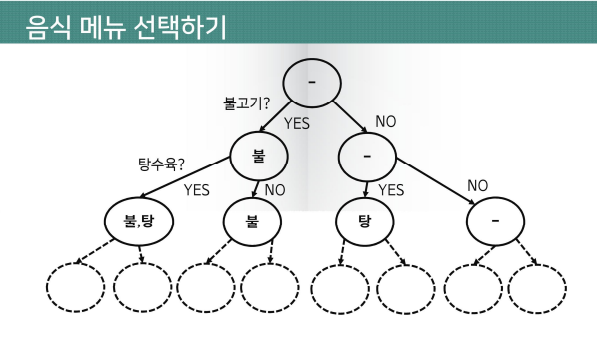 음식 메뉴 선택하기
-
불고기?
YES
NO
불
-
탕수육?
YES
NO
YES
NO
불,탕
불
탕
-